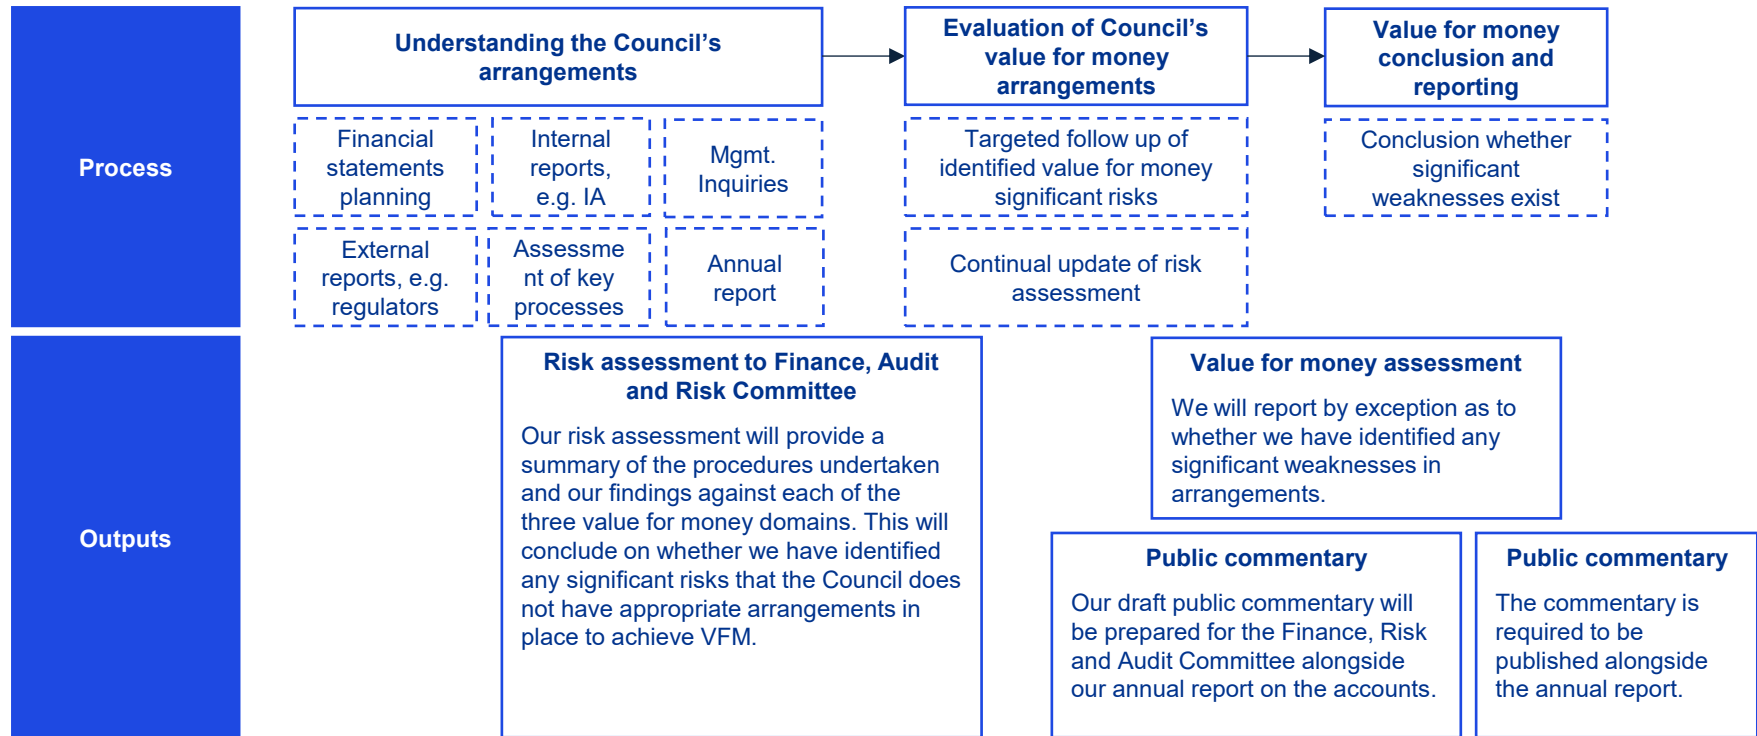 Process
Understanding the Council’s
arrangements
Evaluation of Council’s
value for money
arrangements
Value for money
conclusion and
reporting
Financial
statements
planning
Internal
reports,
e.g. IA
Mgmt.
Inquiries
External
reports, e.g.
regulators
Assessme
nt of key
processes
Annual
report
Targeted follow up of
identified value for money
significant risks
Continual update of risk
assessment
Conclusion whether
significant
weaknesses exist
Outputs
Risk assessment to Finance, Audit
and Risk Committee
Our risk assessment will provide a
summary of the procedures undertaken
and our findings against each of the
three value for money domains. This will
conclude on whether we have identified
any significant risks that the Council does
not have appropriate arrangements in
place to achieve VFM.
Value for money assessment
We will report by exception as to
whether we have identified any
significant weaknesses in
arrangements.
Public commentary
Our draft public commentary will
be prepared for the Finance, Risk
and Audit Committee alongside
our annual report on the accounts.
Public commentary
The commentary is
required to be
published alongside
the annual report.